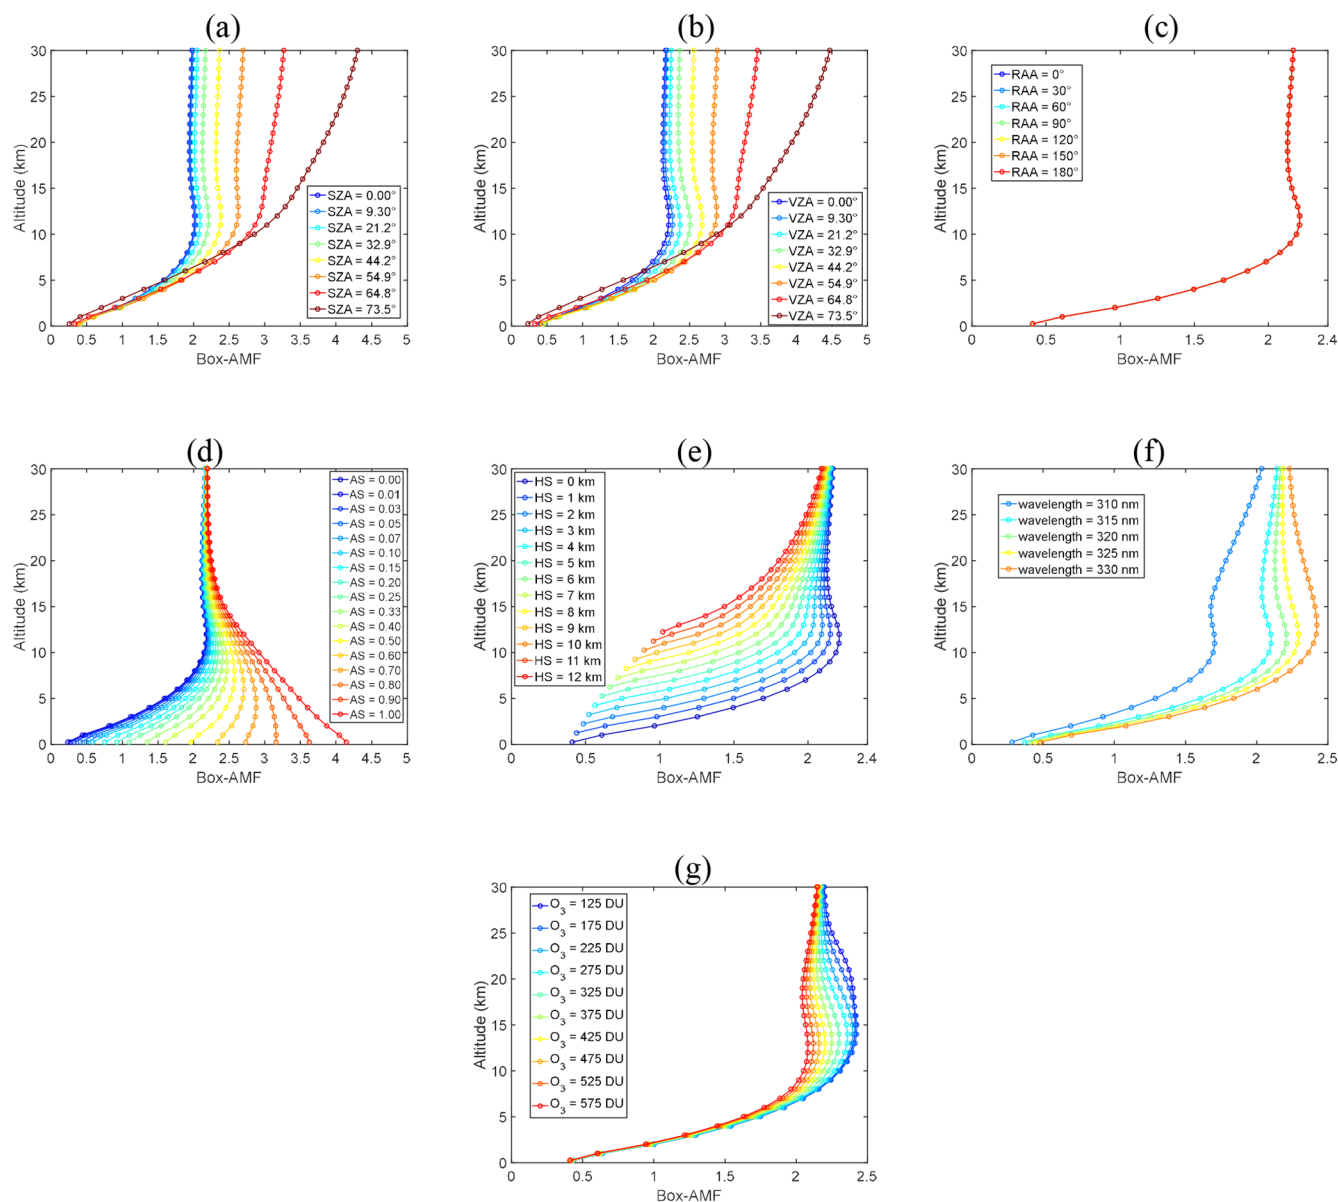 (a)
30
25
20
15
10
5
0
Altitude (km)
SZA = 0.00°
SZA = 9.30°
SZA = 21.2°
SZA = 32.9°
SZA = 44.2°
SZA = 54.9°
SZA = 64.8°
SZA = 73.5°
0 0.5 1 1.5 2 2.5 3 3.5 4 4.5 5
Box-AMF
(b)
30
25
20
15
10
5
0
Altitude (km)
VZA = 0.00°
VZA = 9.30°
VZA = 21.2°
VZA = 32.9°
VZA = 44.2°
VZA = 54.9°
VZA = 64.8°
VZA = 73.5°
0 0.5 1 1.5 2 2.5 3 3.5 4 4.5 5
Box-AMF
(c)
30
25
20
15
10
5
0
Altitude (km)
RAA = 0°
RAA = 30°
RAA = 60°
RAA = 90°
RAA = 120°
RAA = 150°
RAA = 180°
0 0.5 1 1.5 2 2.4
Box-AMF
(d)
30
25
20
15
10
5
0
Altitude (km)
AS = 0.00
AS = 0.01
AS = 0.03
AS = 0.05
AS = 0.07
AS = 0.10
AS = 0.15
AS = 0.20
AS = 0.25
AS = 0.33
AS = 0.40
AS = 0.50
AS = 0.60
AS = 0.70
AS = 0.80
AS = 0.90
AS = 1.00
0 0.5 1 1.5 2 2.5 3 3.5 4 4.5 5
Box-AMF
(e)
30
25
20
15
10
5
0
Altitude (km)
HS = 0 km
HS = 1 km
HS = 2 km
HS = 3 km
HS = 4 km
HS = 5 km
HS = 6 km
HS = 7 km
HS = 8 km
HS = 9 km
HS = 10 km
HS = 11 km
HS = 12 km
0 0.5 1 1.5 2 2.4
Box-AMF
(f)
30
25
20
15
10
5
0
Altitude (km)
wavelength = 310 nm
wavelength = 315 nm
wavelength = 320 nm
wavelength = 325 nm
wavelength = 330 nm
0 0.5 1 1.5 2 2.5
Box-AMF
(g)
30
25
20
15
10
5
0
Altitude (km)
O3 = 125 DU
O3 = 175 DU
O3 = 225 DU
O3 = 275 DU
O3 = 325 DU
O3 = 375 DU
O3 = 425 DU
O3 = 475 DU
O3 = 525 DU
O3 = 575 DU
0 0.5 1 1.5 2 2.5
Box-AMF